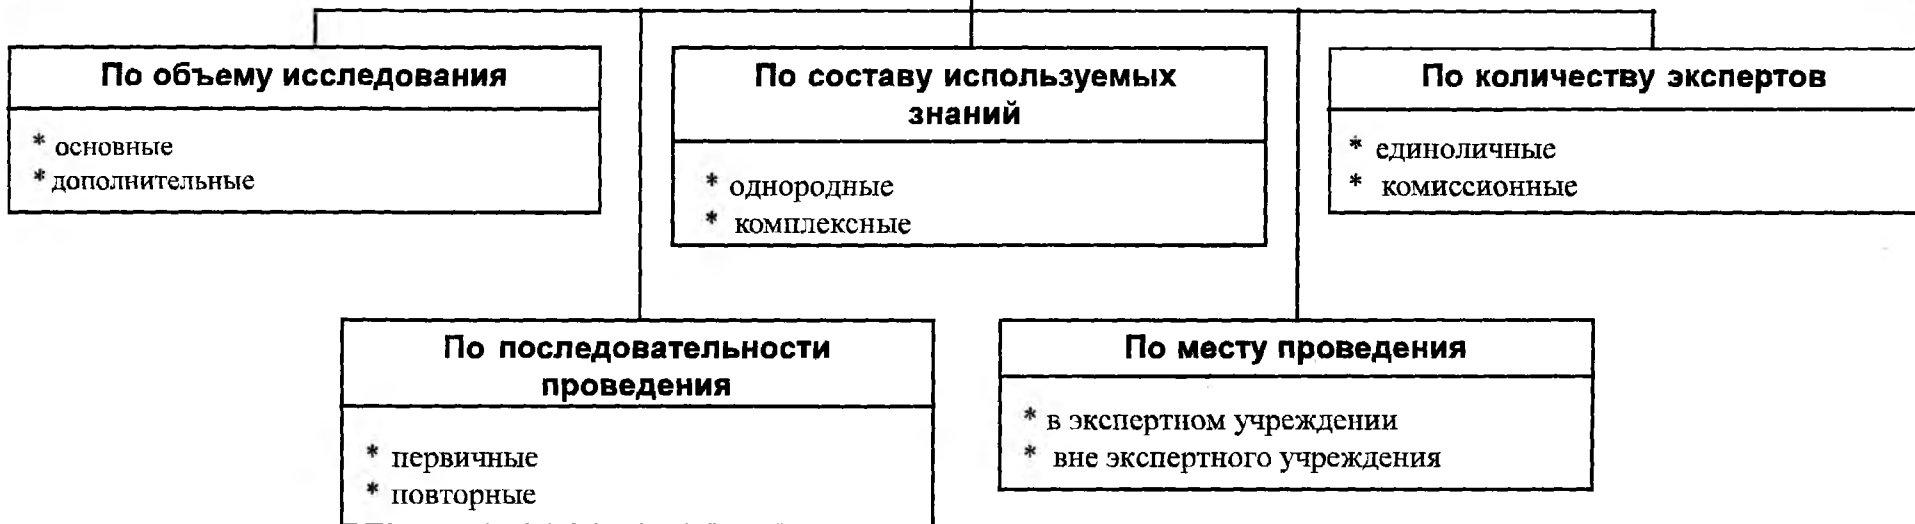 По объему исследования
* основные
* дополнительные
По составу используемых
знаний
* однородные
* комплексные
По количеству экспертов
* единоличные
* комиссионные
По последовательности
проведения
* первичные
* повторные
По месту проведения
* в экспертном учреждении
* вне экспертного учреждения